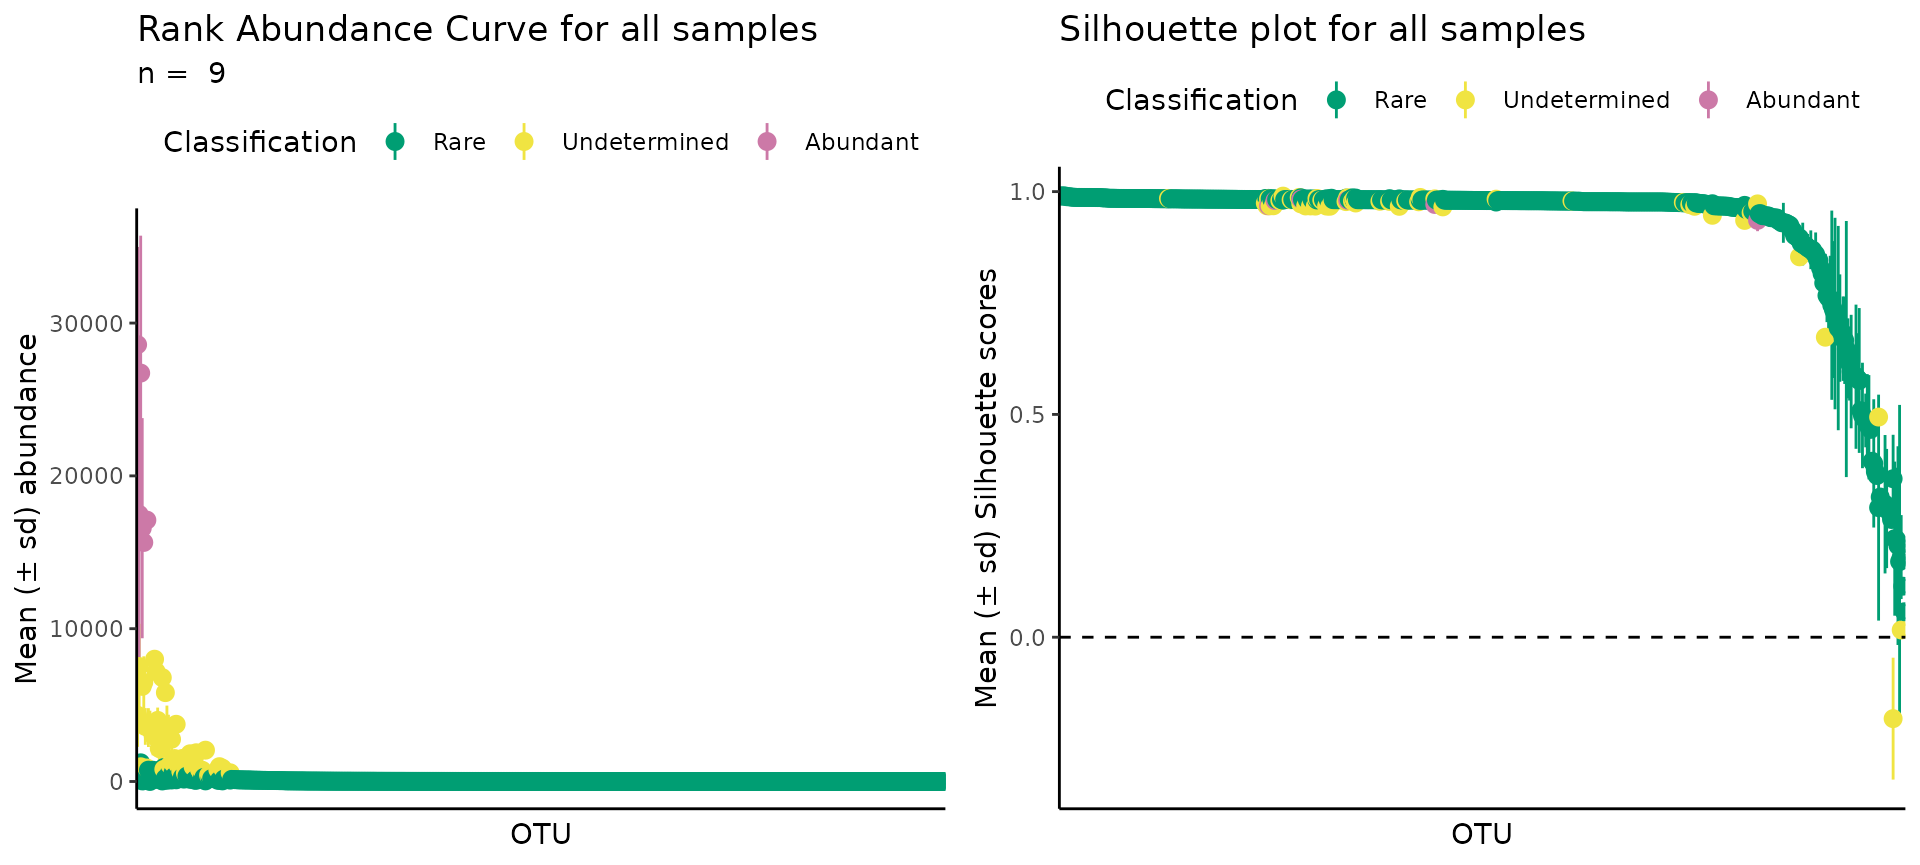 Rank Abundance Curve for all samples
n = 9
Classification Rare Undetermined Abundant
Mean (± sd) abundance
30000
20000
10000
0
OTU
Silhouette plot for all samples
Classification Rare Undetermined Abundant
Mean (± sd) Silhouette scores
1.0
0.5
0.0
OTU